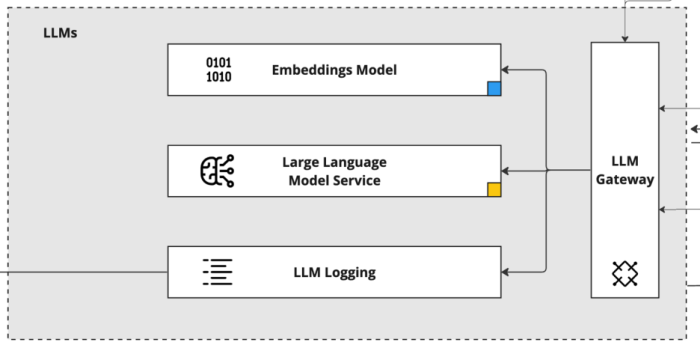 LLMs
0101
1010
Embeddings Model
Large Language
Model Service
LLM Logging
LLM
Gateway